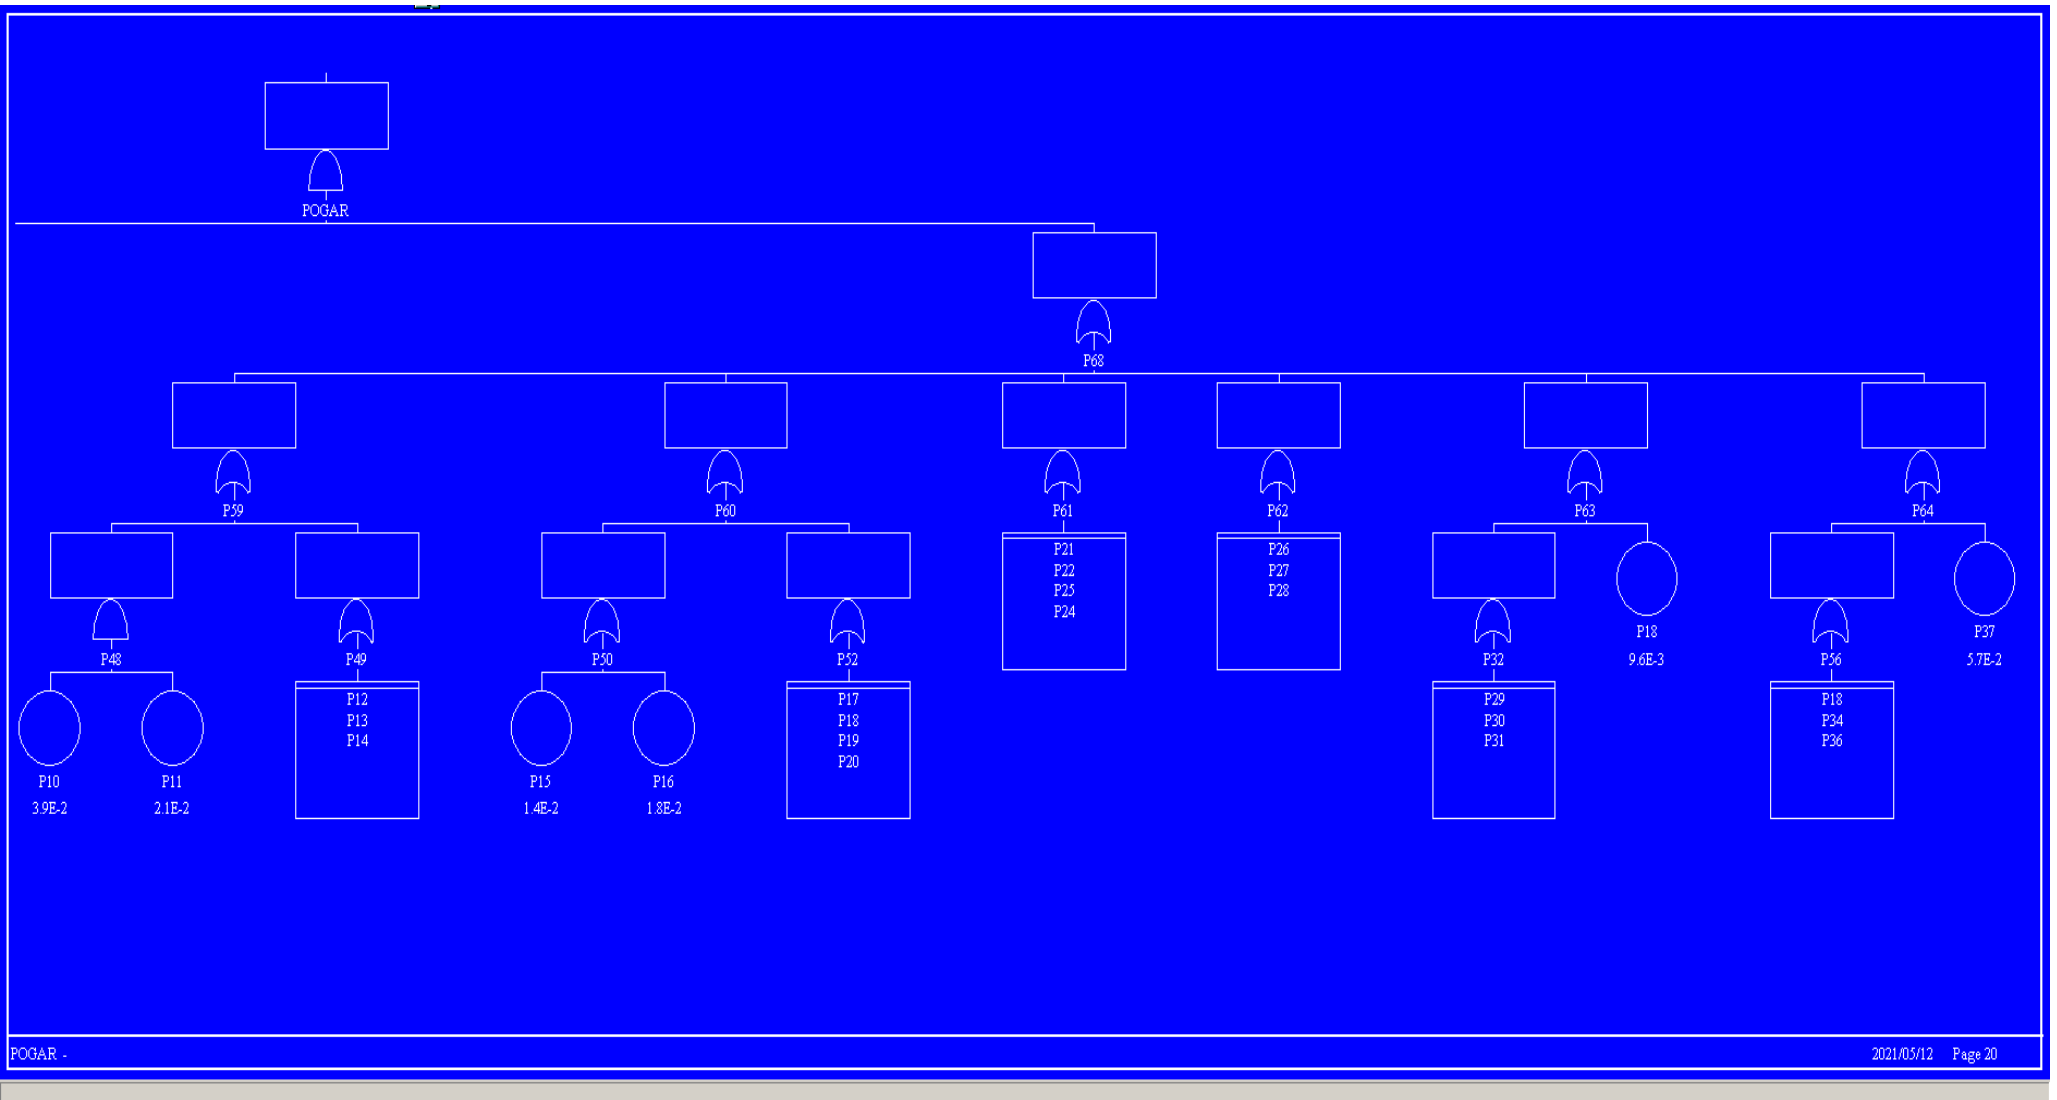 POGAR
P68
P59 P60 P61 P62 P63 P64
P21 P26
P22 P27
P25 P28
P24
P18 P37
P48 P49 P50 P52 P32 9.6E-3 P56 5.7E-2
P12 P17 P29 P18
P13 P18 P30 P34
P14 P19 P31 P36
P20
P10 P11 P15 P16
3.9E-2 2.1E-2 1.4E-2 1.8E-2
POGAR - 2021/05/12 Page 20